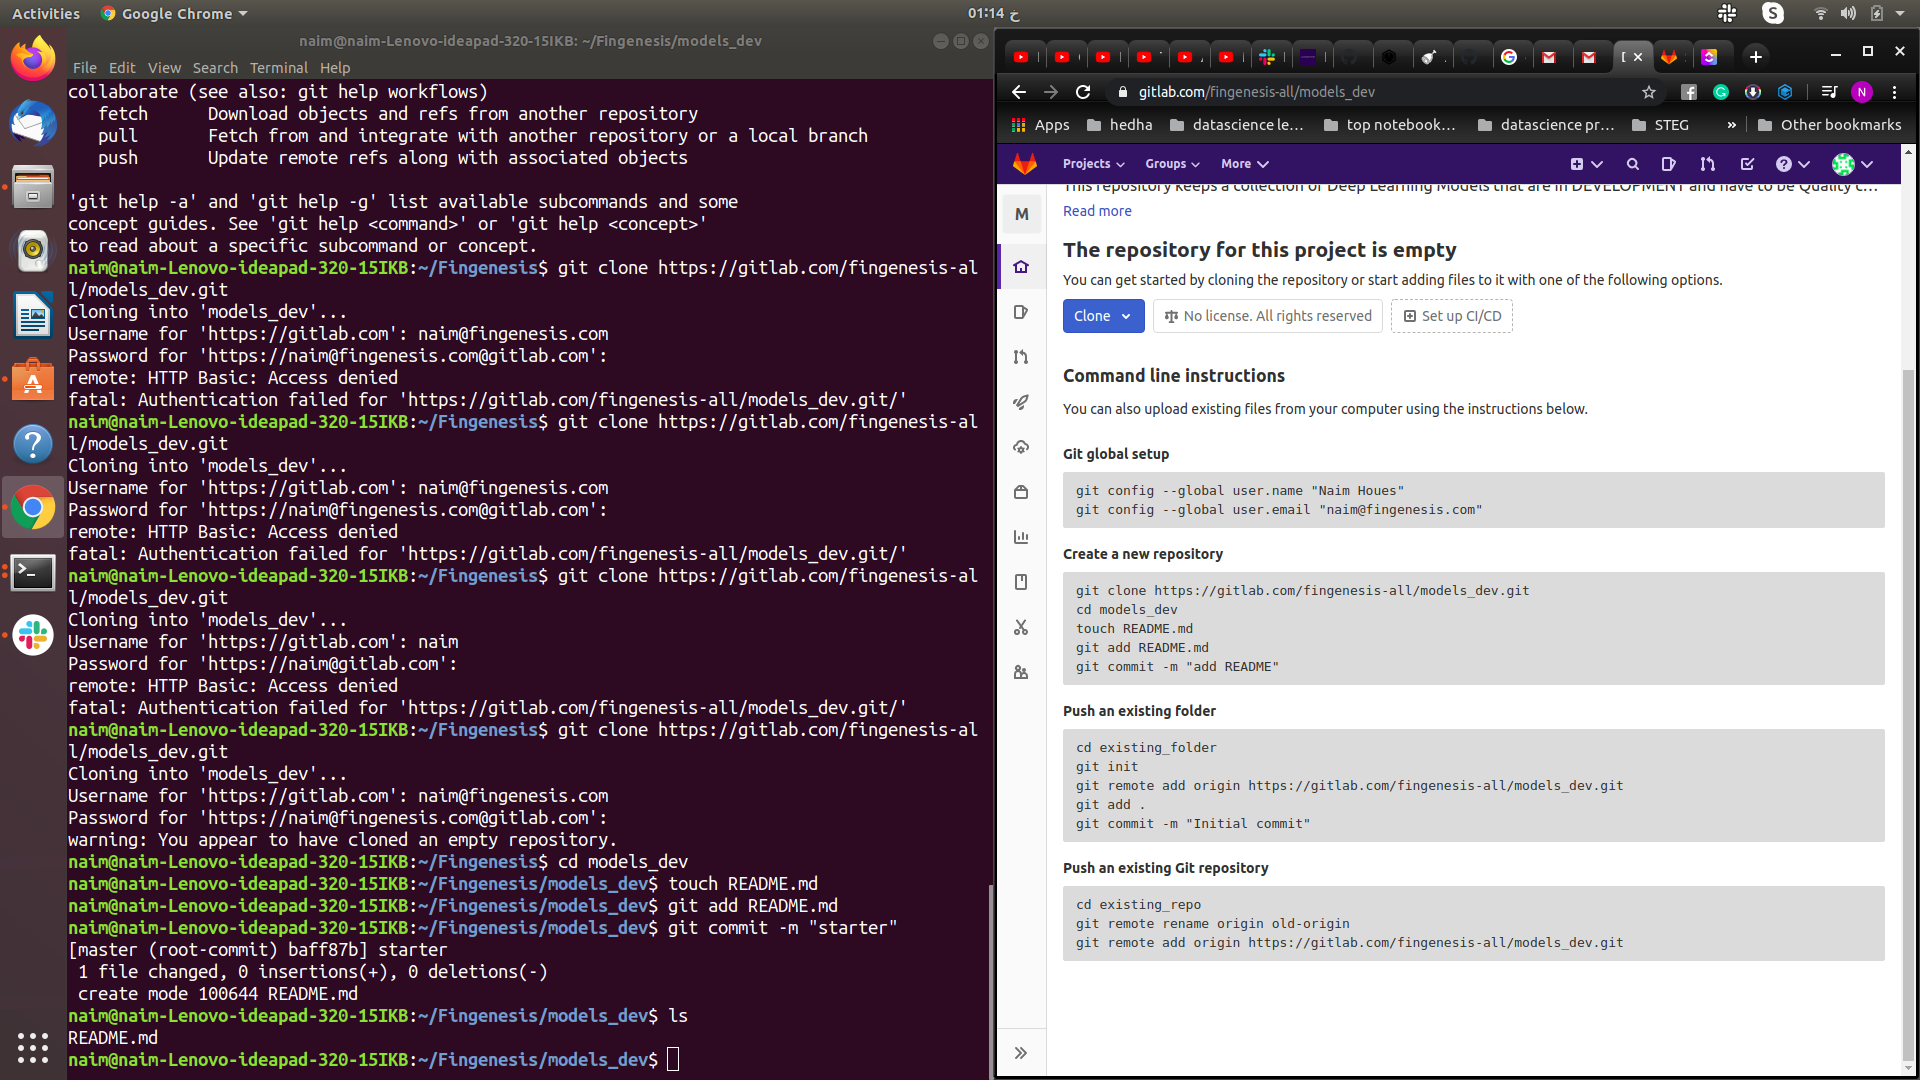 Activities
Google Chrome
01:14 خ
naim@naim-Lenovo-ideapad-320-15IKB: ~/Fingenesis/models_dev
File Edit View Search Terminal Help
collaborate (see also: git help workflows)
   fetch      Download objects and refs from another repository
   pull       Fetch from and integrate with another repository or a local branch
   push       Update remote refs along with associated objects
'git help -a' and 'git help -g' list available subcommands and some
concept guides. See 'git help <command>' or 'git help <concept>'
to read about a specific subcommand or concept.
naim@naim-Lenovo-ideapad-320-15IKB:~/Fingenesis$ git clone https://gitlab.com/fingenesis-al
l/models_dev.git
Cloning into 'models_dev'...
Username for 'https://gitlab.com': naim@fingenesis.com
Password for 'https://naim@fingenesis.com@gitlab.com':
remote: HTTP Basic: Access denied
fatal: Authentication failed for 'https://gitlab.com/fingenesis-all/models_dev.git/'
naim@naim-Lenovo-ideapad-320-15IKB:~/Fingenesis$ git clone https://gitlab.com/fingenesis-al
l/models_dev.git
Cloning into 'models_dev'...
Username for 'https://gitlab.com': naim@fingenesis.com
Password for 'https://naim@fingenesis.com@gitlab.com':
remote: HTTP Basic: Access denied
fatal: Authentication failed for 'https://gitlab.com/fingenesis-all/models_dev.git/'
naim@naim-Lenovo-ideapad-320-15IKB:~/Fingenesis$ git clone https://gitlab.com/fingenesis-al
l/models_dev.git
Cloning into 'models_dev'...
Username for 'https://gitlab.com': naim
Password for 'https://naim@gitlab.com':
remote: HTTP Basic: Access denied
fatal: Authentication failed for 'https://gitlab.com/fingenesis-all/models_dev.git/'
naim@naim-Lenovo-ideapad-320-15IKB:~/Fingenesis$ git clone https://gitlab.com/fingenesis-al
l/models_dev.git
Cloning into 'models_dev'...
Username for 'https://gitlab.com': naim@fingenesis.com
Password for 'https://naim@fingenesis.com@gitlab.com':
warning: You appear to have cloned an empty repository.
naim@naim-Lenovo-ideapad-320-15IKB:~/Fingenesis$ cd models_dev
naim@naim-Lenovo-ideapad-320-15IKB:~/Fingenesis/models_dev$ touch README.md
naim@naim-Lenovo-ideapad-320-15IKB:~/Fingenesis/models_dev$ git add README.md
naim@naim-Lenovo-ideapad-320-15IKB:~/Fingenesis/models_dev$ git commit -m "starter"
[master (root-commit) baff87b] starter
 1 file changed, 0 insertions(+), 0 deletions(-)
 create mode 100644 README.md
naim@naim-Lenovo-ideapad-320-15IKB:~/Fingenesis/models_dev$ ls
README.md
naim@naim-Lenovo-ideapad-320-15IKB:~/Fingenesis/models_dev$
gitlab.com/fingenesis-all/models_dev
N
Apps hedha datascience le... top notebook... datascience pr... STEG » Other bookmarks
Projects Groups More
This repository keeps a collection of Deep Learning Models that are in DEVELOPMENT and have to be Quality c...
M
Read more
The repository for this project is empty
You can get started by cloning the repository or start adding files to it with one of the following options.
Clone
No license. All rights reserved
Set up CI/CD
Command line instructions
You can also upload existing files from your computer using the instructions below.
Git global setup
git config --global user.name "Naim Houes"
git config --global user.email "naim@fingenesis.com"
Create a new repository
git clone https://gitlab.com/fingenesis-all/models_dev.git
cd models_dev
touch README.md
git add README.md
git commit -m "add README"
Push an existing folder
cd existing_folder
git init
git remote add origin https://gitlab.com/fingenesis-all/models_dev.git
git add .
git commit -m "Initial commit"
Push an existing Git repository
cd existing_repo
git remote rename origin old-origin
git remote add origin https://gitlab.com/fingenesis-all/models_dev.git